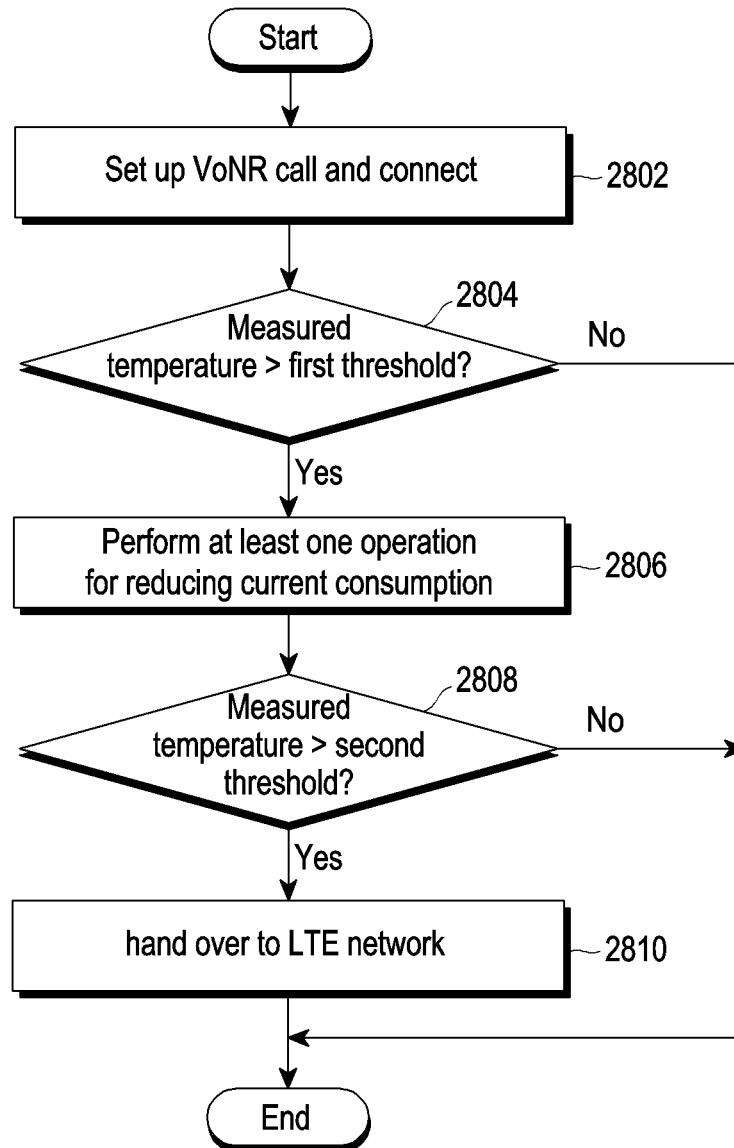 Start
Set up VoNR call and connect
2802
2804
Measured
temperature > first threshold?
No
Yes
Perform at least one operation
for reducing current consumption
2806
2808
Measured
temperature > second
threshold?
No
Yes
hand over to LTE network
2810
End